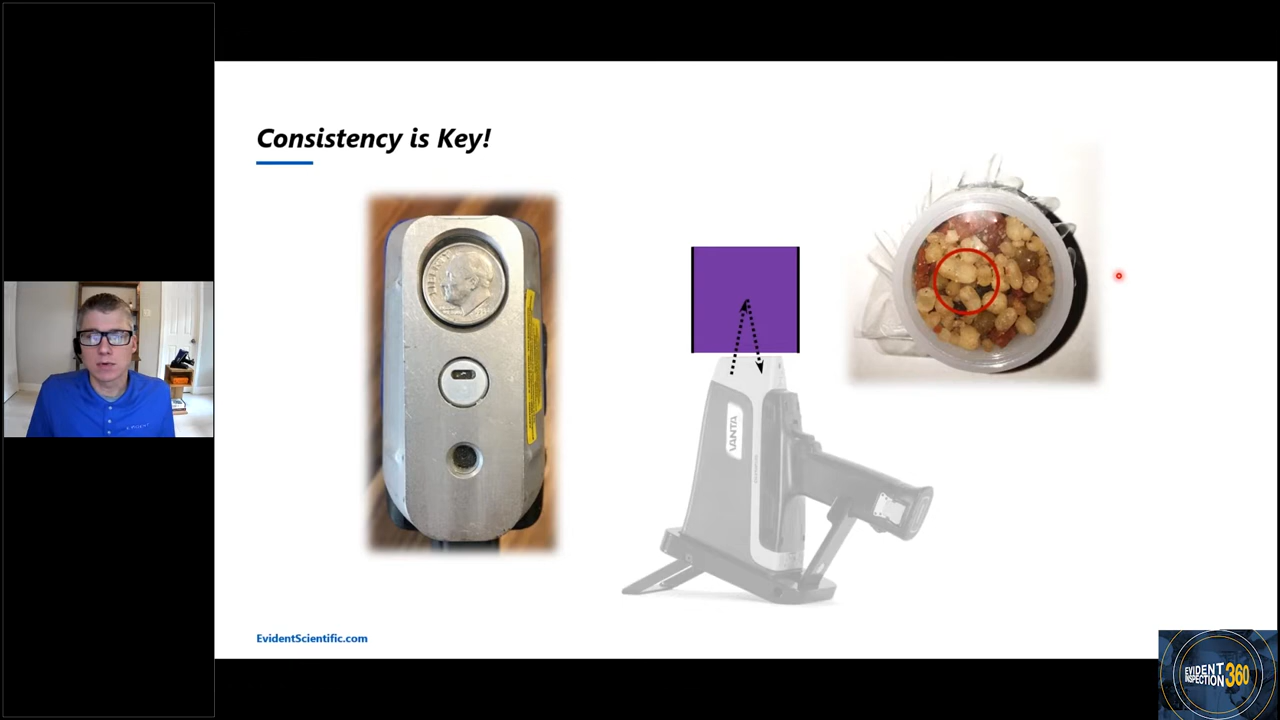 Consistency is Key!
VANTA
EvidentScientific.com
EVIDENT
INSPECTION 360